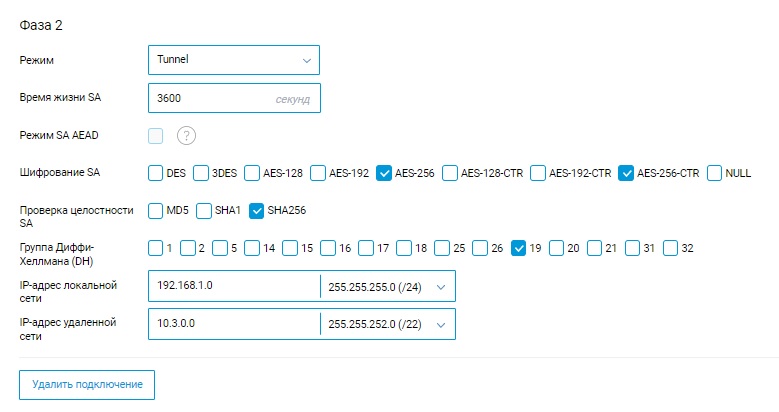 Фаза 2
Режим Tunnel
Время жизни SA 3600 секунд
Режим SA AEAD ?
Шифрование SA DES 3DES AES-128 AES-192 AES-256 AES-128-CTR AES-192-CTR AES-256-CTR NULL
Проверка целостности
SA MD5 SHA1 SHA256
Группа Диффи-
Хеллмана (DH) 1 2 5 14 15 16 17 18 25 26 19 20 21 31 32
IP-адрес локальной
сети 192.168.1.0 255.255.255.0 (/24)
IP-адрес удаленной
сети 10.3.0.0 255.255.252.0 (/22)
Удалить подключение